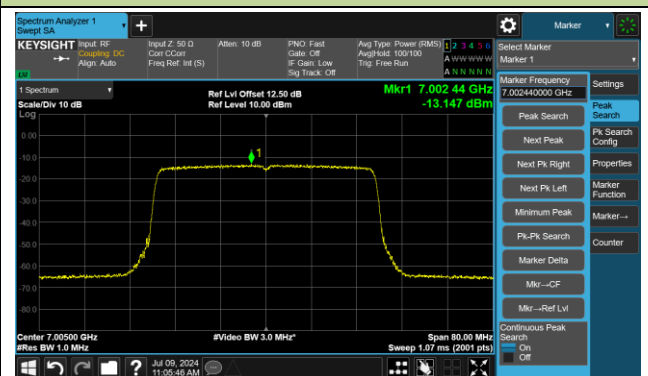 Spectrum Analyzer 1
Swept SA
+
Marker
KEYSIGHT Input: RF
Coupling: DC
Align: Auto
Input Z: 50 Ω
Corr CCorr
Freq Ref: Int (S)
Atten: 10 dB
PNO: Fast
Gate: Off
IF Gain: Low
Sig Track: Off
Avg Type: Power (RMS)
Avg|Hold: 100/100
Trig: Free Run
1 2 3 4 5 6
A W W W W W
A N N N N N
LXI
Select Marker
Marker 1
1 Spectrum
Scale/Div 10 dB
Log
Ref Lvl Offset 12.50 dB
Ref Level 10.00 dBm
Mkr1 7.002 44 GHz
-13.147 dBm
0.00
-10.0
-20.0
-30.0
-40.0
-50.0
-60.0
-70.0
-80.0
1
Center 7.00500 GHz
#Res BW 1.0 MHz
#Video BW 3.0 MHz*
Span 80.00 MHz
Sweep 1.07 ms (2001 pts)
Marker Frequency
7.002440000 GHz
Peak Search
Next Peak
Next Pk Right
Next Pk Left
Minimum Peak
Pk-Pk Search
Marker Delta
Mkr→CF
Mkr→Ref Lvl
Continuous Peak
Search
On
Off
Settings
Peak
Search
Pk Search
Config
Properties
Marker
Function
Marker→
Counter
?
Jul 09, 2024
11:05:46 AM